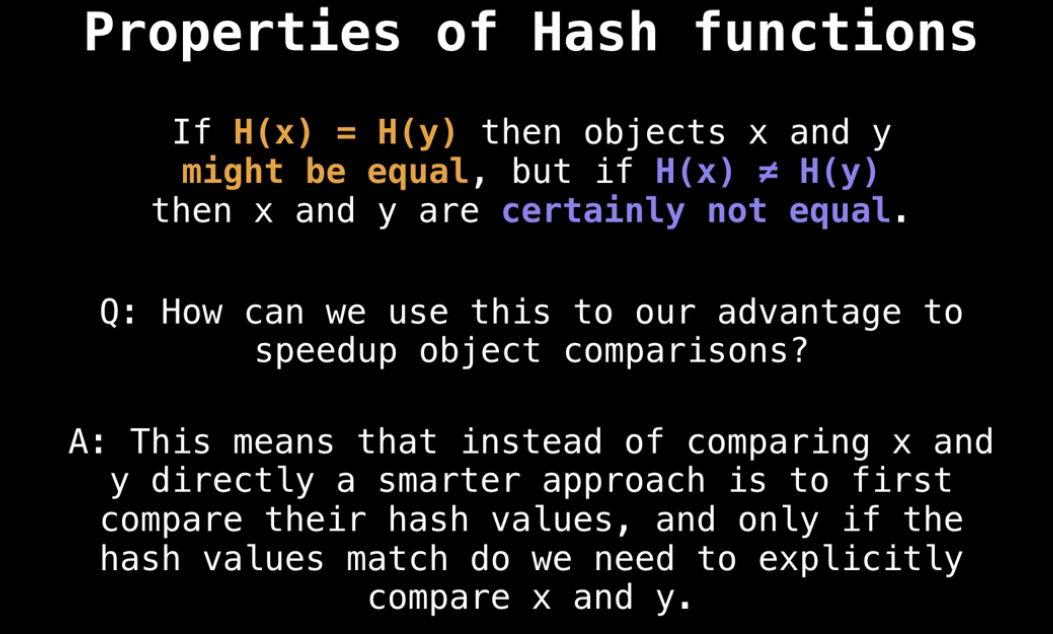 Properties of Hash functions
If H(x) = H(y) then objects x and y
might be equal, but if H(x) ≠ H(y)
then x and y are certainly not equal.
Q: How can we use this to our advantage to
speedup object comparisons?
A: This means that instead of comparing x and
y directly a smarter approach is to first
compare their hash values, and only if the
hash values match do we need to explicitly
compare x and y.